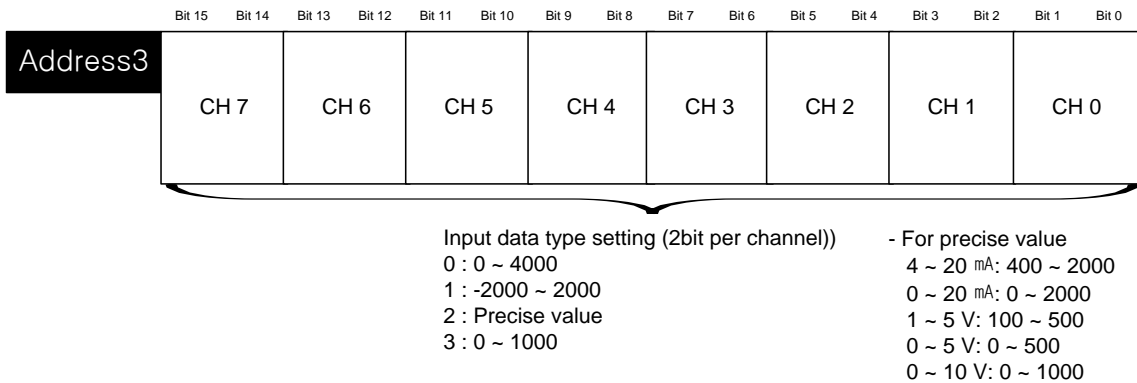 Bit 15 Bit 14 Bit 13 Bit 12 Bit 11 Bit 10 Bit 9 Bit 8 Bit 7 Bit 6 Bit 5 Bit 4 Bit 3 Bit 2 Bit 1 Bit 0
Address3
CH 7 CH 6 CH 5 CH 4 CH 3 CH 2 CH 1 CH 0
Input data type setting (2bit per channel))
0 : 0 ~ 4000
1 : -2000 ~ 2000
2 : Precise value
3 : 0 ~ 1000
- For precise value
4 ~ 20 ㎃: 400 ~ 2000
0 ~ 20 ㎃: 0 ~ 2000
1 ~ 5 V: 100 ~ 500
0 ~ 5 V: 0 ~ 500
0 ~ 10 V: 0 ~ 1000